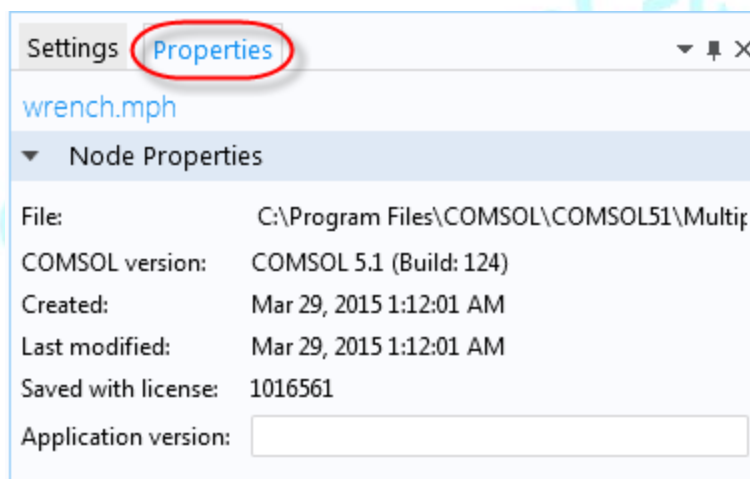 Settings Properties
wrench.mph
Node Properties
File: C:\Program Files\COMSOL\COMSOL51\Multip
COMSOL version: COMSOL 5.1 (Build: 124)
Created: Mar 29, 2015 1:12:01 AM
Last modified: Mar 29, 2015 1:12:01 AM
Saved with license: 1016561
Application version: